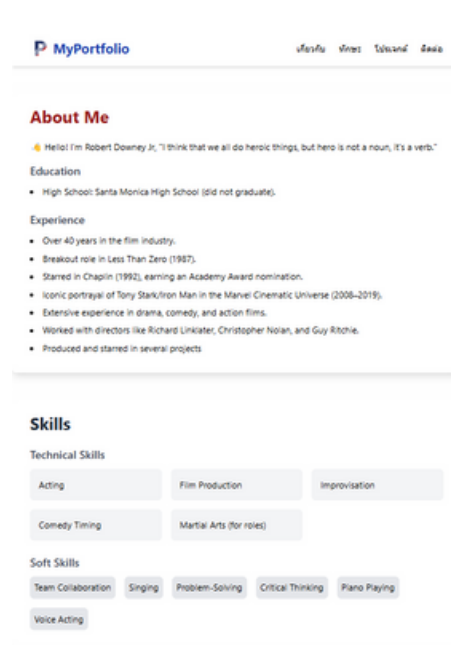 P MyPortfolio
เกี่ยวกับ ทักษะ โปรเจกต์ ติดต่อ
About Me
👋 Hello! I'm Robert Downey Jr, "I think that we all do heroic things, but hero is not a noun, it's a verb."
Education
• High School: Santa Monica High School (did not graduate).
Experience
• Over 40 years in the film industry.
• Breakout role in Less Than Zero (1987).
• Starred in Chaplin (1992), earning an Academy Award nomination.
• Iconic portrayal of Tony Stark/Iron Man in the Marvel Cinematic Universe (2008–2019).
• Extensive experience in drama, comedy, and action films.
• Worked with directors like Richard Linklater, Christopher Nolan, and Guy Ritchie.
• Produced and starred in several projects
Skills
Technical Skills
Acting Film Production Improvisation
Comedy Timing Martial Arts (for roles)
Soft Skills
Team Collaboration Singing Problem-Solving Critical Thinking Piano Playing
Voice Acting